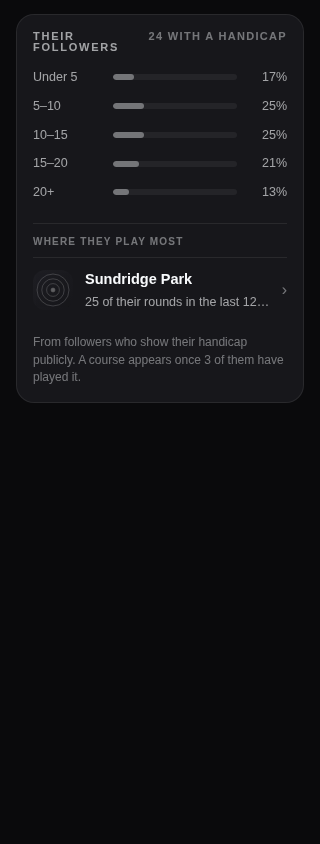 THEIR FOLLOWERS
24 WITH A HANDICAP
Under 5 17%
5–10 25%
10–15 25%
15–20 21%
20+ 13%
WHERE THEY PLAY MOST
Sundridge Park
25 of their rounds in the last 12… ›
From followers who show their handicap
publicly. A course appears once 3 of them have
played it.